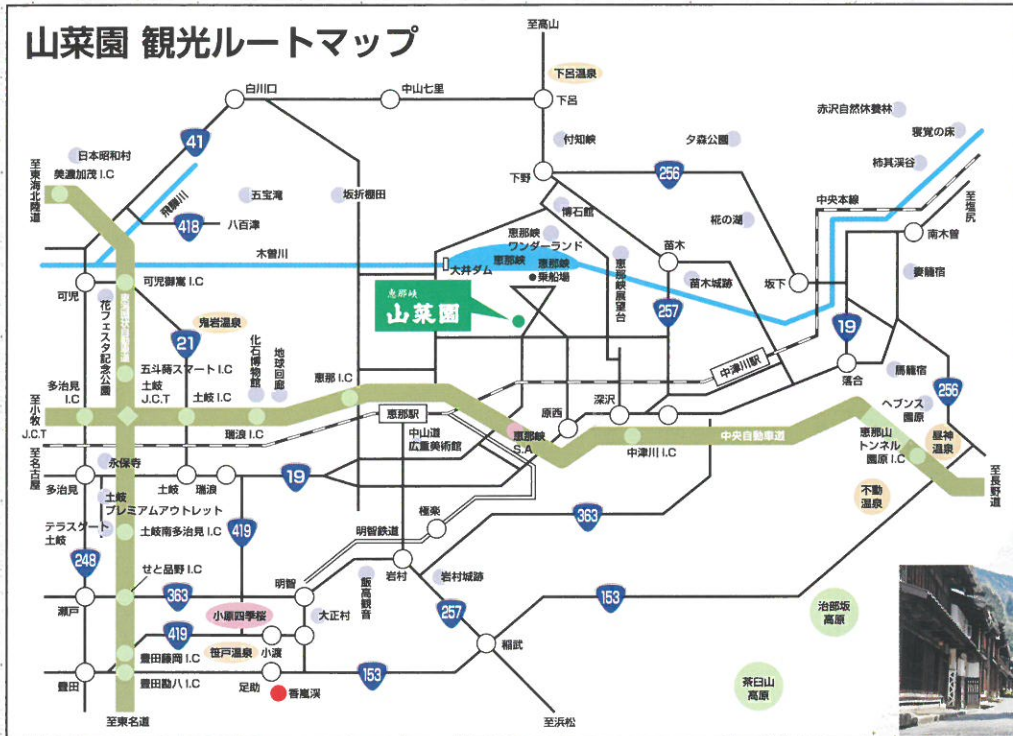 山菜園 観光ルートマップ
至高山
下呂温泉
白川口
中山七里
下呂
赤沢自然休養林
41
付知峡
夕森公園
寝覚の床
日本昭和村
美濃加茂 I.C
至東海北陸道
下野
256
柿其渓谷
飛騨川
五宝滝
坂折棚田
中央本線
至塩尻
418
八百津
博石館
椛の湖
南木曽
木曽川
恵那峡
ワンダーランド
恵那峡
恵那峡
乗船場
大井ダム
恵那峡展望台
苗木
苗木城跡
坂下
妻籠宿
可児
可児御嵩 I.C
恵那峡
山菜園
257
19
花フェスタ記念公園
東海環状自動車道
鬼岩温泉
21
化石博物館
地球回廊
中津川駅
落合
馬籠宿
五斗蒔スマート I.C
恵那 I.C
多治見
I.C
土岐
J.C.T
土岐 I.C
瑞浪 I.C
深沢
256
ヘブンス
園原
至小牧
J.C.T
恵那駅
原西
恵那峡
S.A
中山道
広重美術館
中津川 I.C
中央自動車道
恵那山
トンネル
園原 I.C
昼神
温泉
至名古屋
永保寺
多治見
土岐
瑞浪
19
至長野道
不動
温泉
土岐
プレミアムアウトレット
テラスゲート
土岐
土岐南多治見 I.C
419
極楽
明智鉄道
363
248
せと品野 I.C
岩村
岩村城跡
飯高観音
明智
瀬戸
363
小原四季桜
大正村
257
153
治部坂
高原
419
笹戸温泉
小渡
稲武
豊田藤岡 I.C
豊田
豊田勘八 I.C
足助
153
香嵐渓
茶臼山
高原
至東名道
至浜松